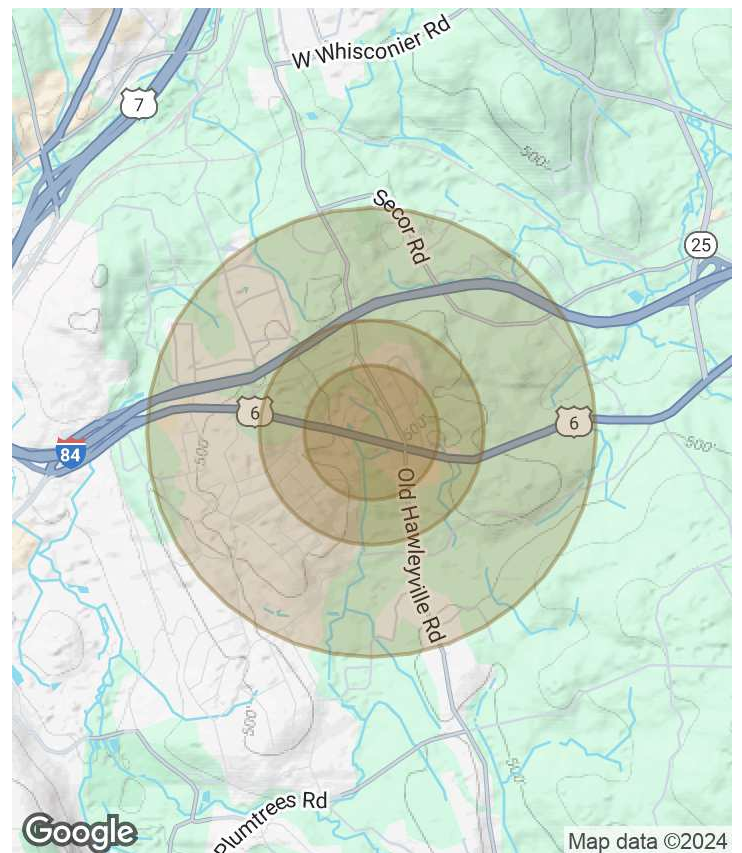 W Whisconier Rd
7
500'
Secor Rd
25
6
500'
6
500'
500'
84
Old Hawleyville Rd
500'
500'
Plumtrees Rd
Google
Map data ©2024